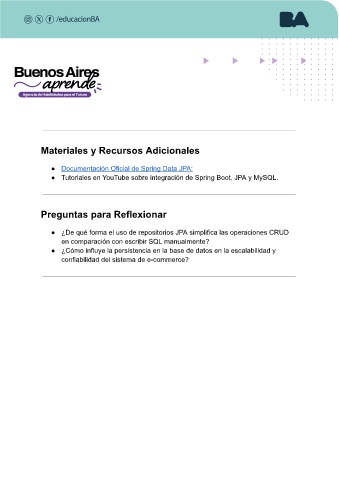 /educacionBA
BA
Buenos Aires
aprende
Agencia de Habilidades para el Futuro
Materiales y Recursos Adicionales
● Documentación Oficial de Spring Data JPA:
● Tutoriales en YouTube sobre integración de Spring Boot, JPA y MySQL.
Preguntas para Reflexionar
● ¿De qué forma el uso de repositorios JPA simplifica las operaciones CRUD
en comparación con escribir SQL manualmente?
● ¿Cómo influye la persistencia en la base de datos en la escalabilidad y
confiabilidad del sistema de e-commerce?